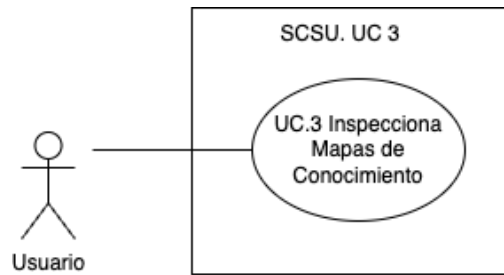 SCSU. UC 3
UC.3 Inspecciona
Mapas de
Conocimiento
Usuario